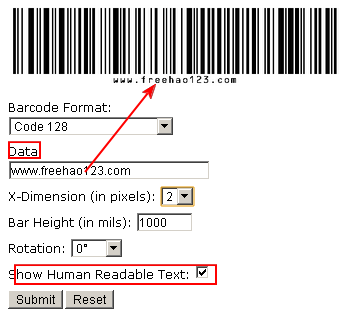 www.freehao123.com
Barcode Format:
Code 128
Data
www.freehao123.com
X-Dimension (in pixels): 2
Bar Height (in mils): 1000
Rotation: 0°
Show Human Readable Text:
Submit Reset